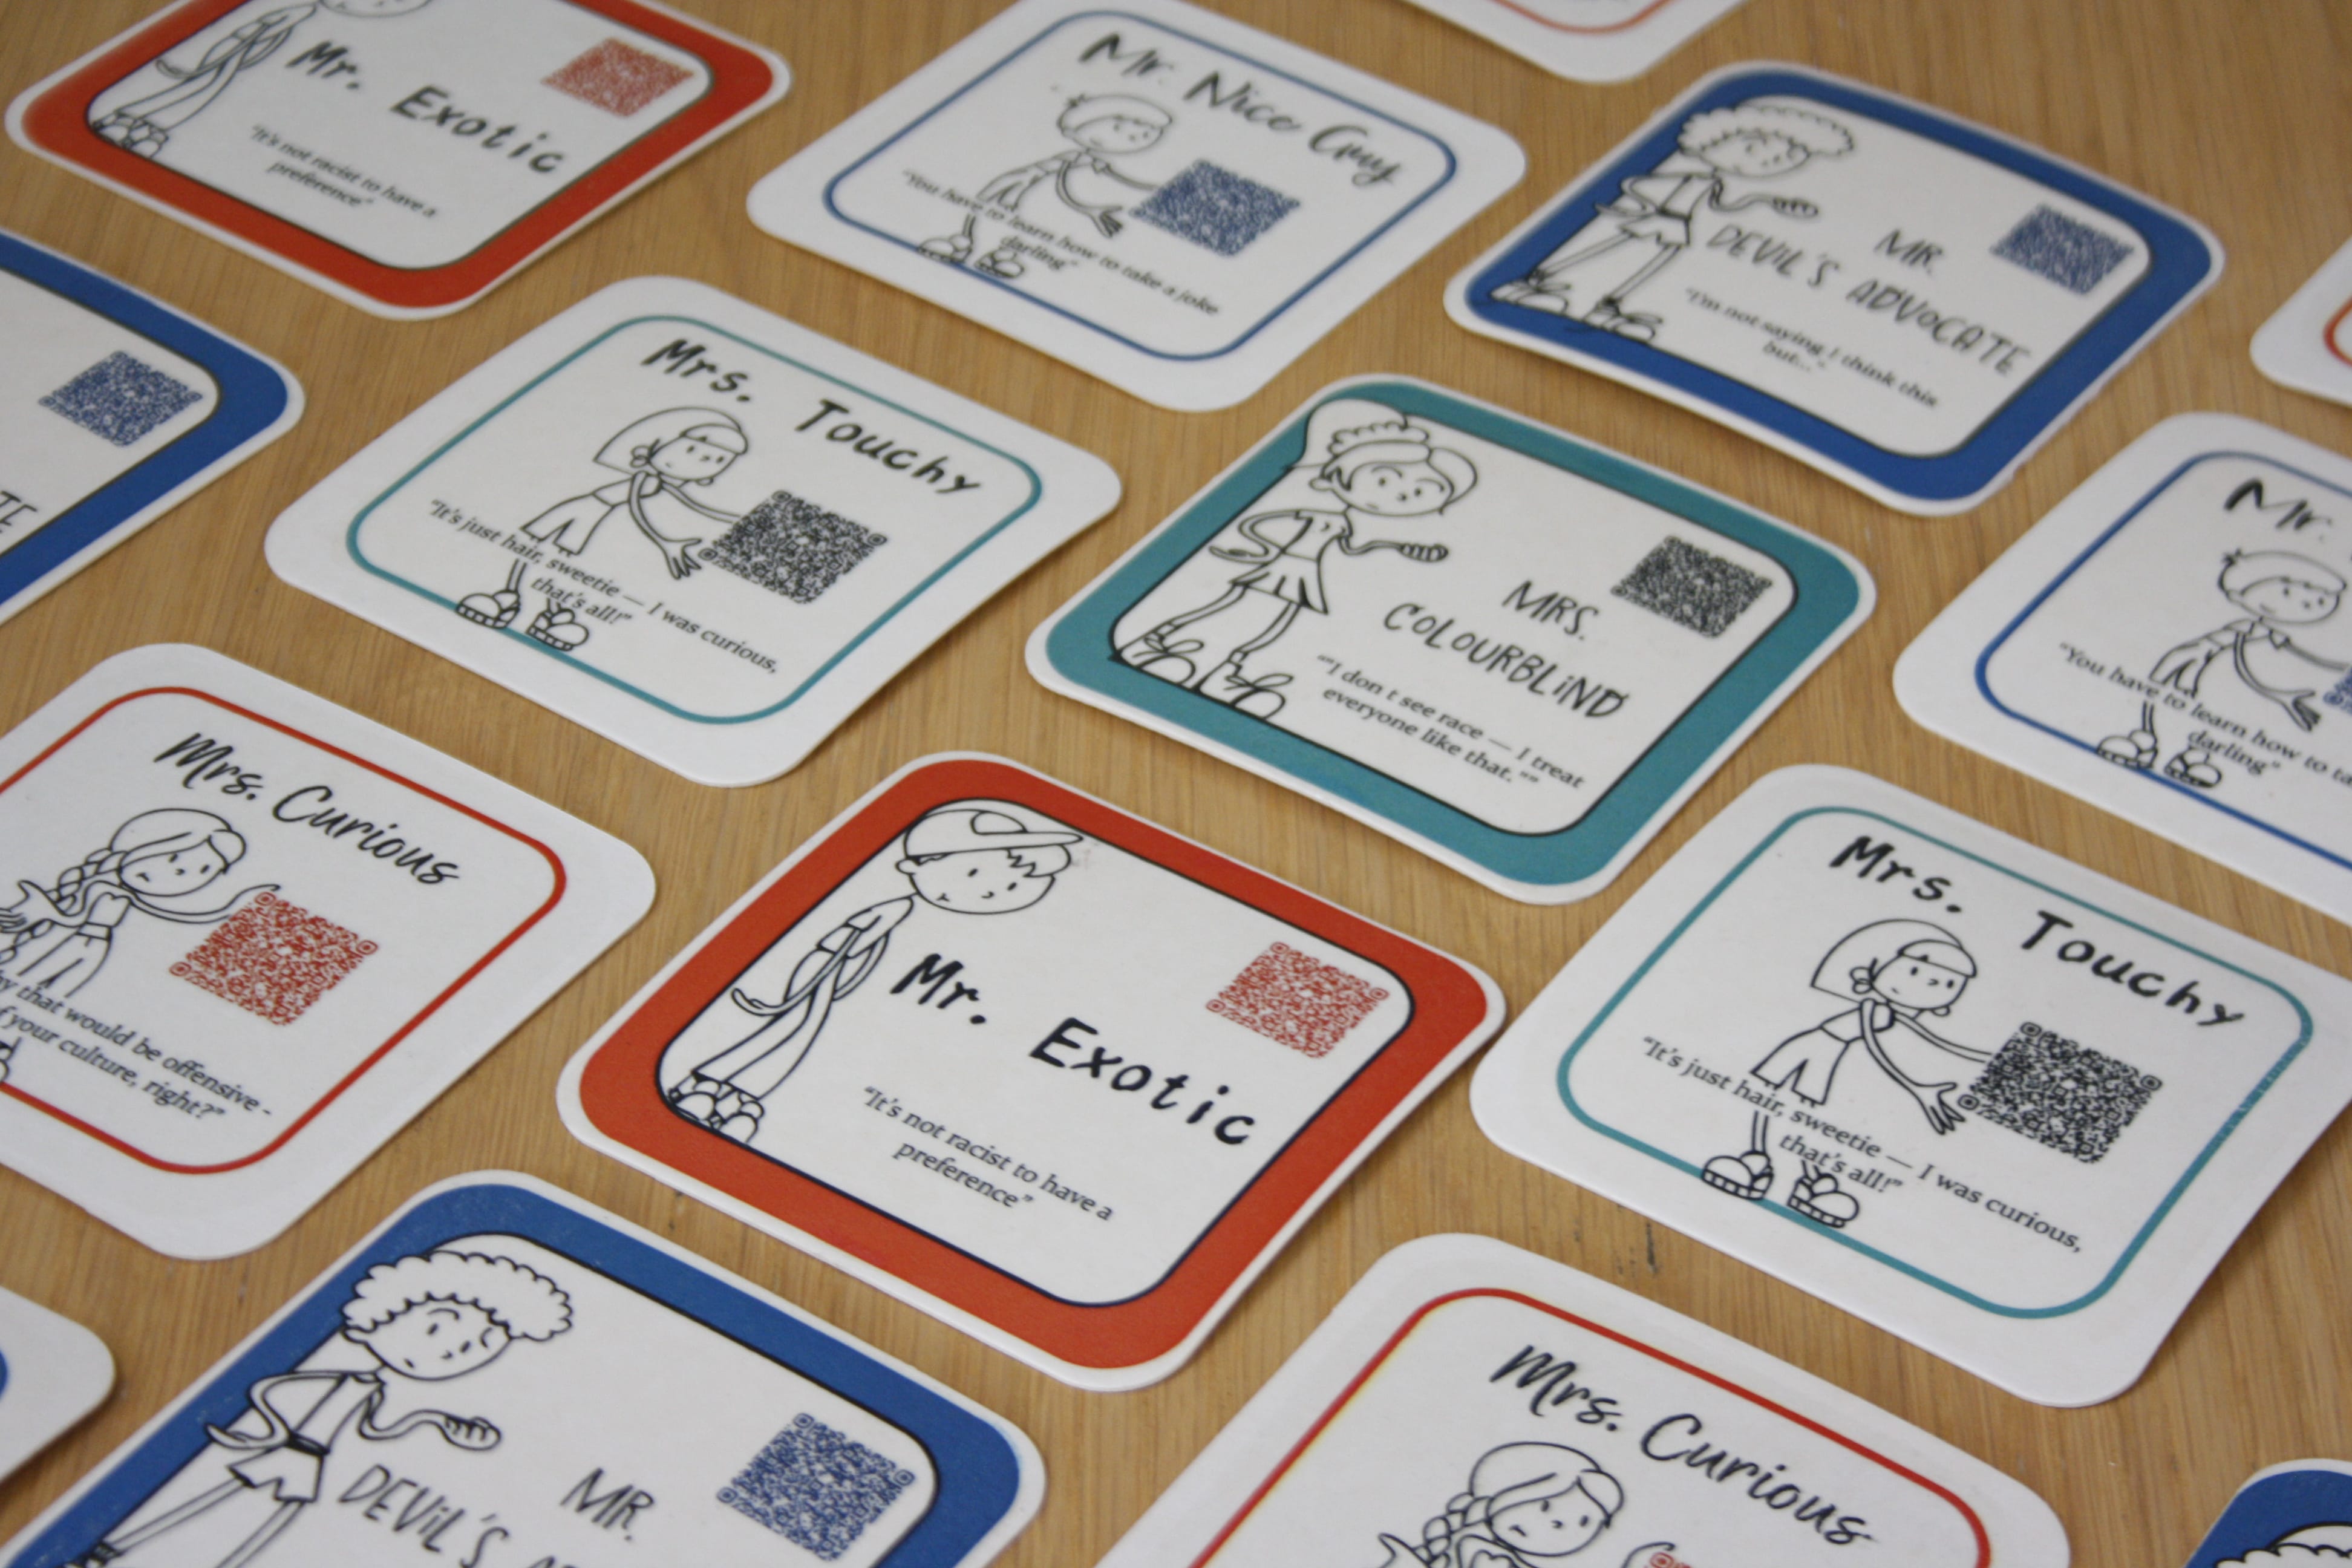 Mr. Exotic
"It's not racist to have a
preference"
Mr. Nice Guy
"You have to learn how to take a joke
darling"
MR.
DEVIL'S ADVOCATE
"I'm not saying I think this
but..."
Mrs. Touchy
"It's just hair, sweetie — I was curious,
that's all!"
MRS.
COLOURBLIND
""I don t see race — I treat
everyone like that.""
Mr.
"You have to learn how to ta
darling"
TE
Mrs. Curious
y that would be offensive -
f your culture, right?"
Mr. Exotic
"It's not racist to have a
preference"
Mrs. Touchy
"It's just hair, sweetie — I was curious,
that's all!"
MR.
DEVIL'S
Mrs. Curious